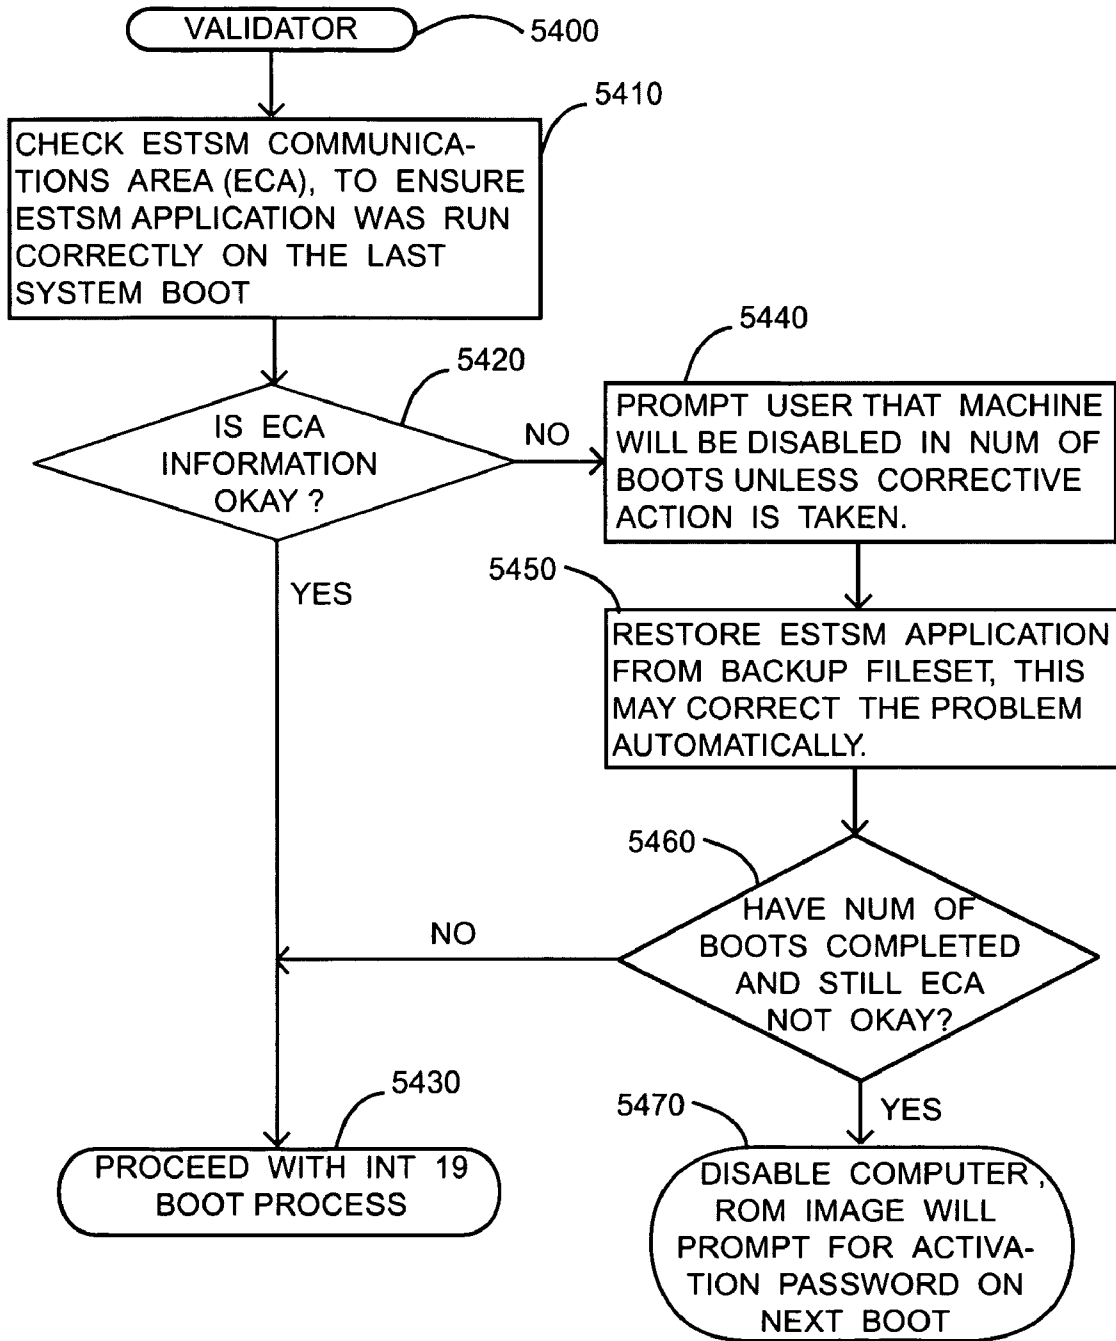 VALIDATOR
5400
5410
CHECK ESTSM COMMUNICA-
TIONS AREA (ECA), TO ENSURE
ESTSM APPLICATION WAS RUN
CORRECTLY ON THE LAST
SYSTEM BOOT
5420
IS ECA
INFORMATION
OKAY ?
NO
YES
5440
PROMPT USER THAT MACHINE
WILL BE DISABLED IN NUM OF
BOOTS UNLESS CORRECTIVE
ACTION IS TAKEN.
5450
RESTORE ESTSM APPLICATION
FROM BACKUP FILESET, THIS
MAY CORRECT THE PROBLEM
AUTOMATICALLY.
5460
HAVE NUM OF
BOOTS COMPLETED
AND STILL ECA
NOT OKAY?
NO
YES
5430
PROCEED WITH INT 19
BOOT PROCESS
5470
DISABLE COMPUTER,
ROM IMAGE WILL
PROMPT FOR ACTIVA-
TION PASSWORD ON
NEXT BOOT